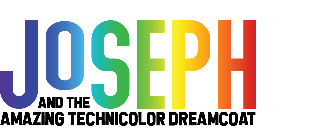 JOSEPH
AND THE
AMAZING TECHNICOLOR DREAMCOAT